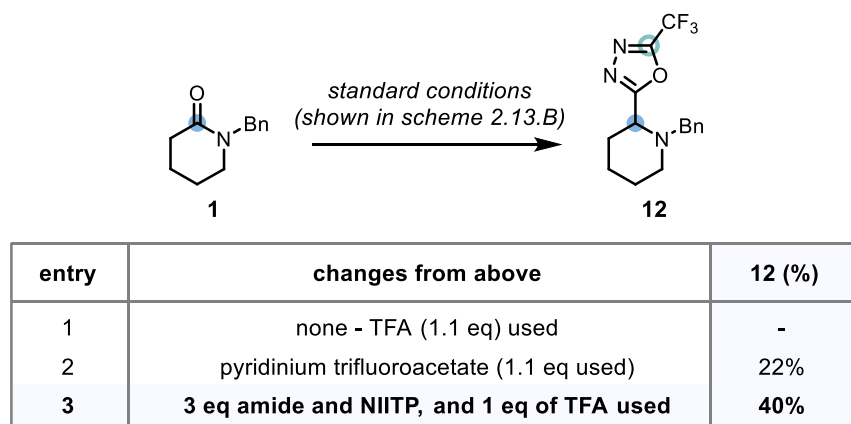 O
N
Bn
1
standard conditions
(shown in scheme 2.13.B)
CF3
N
N
O
N
Bn
12
entry changes from above 12 (%)
1 none - TFA (1.1 eq) used -
2 pyridinium trifluoroacetate (1.1 eq used) 22%
3 3 eq amide and NIITP, and 1 eq of TFA used 40%